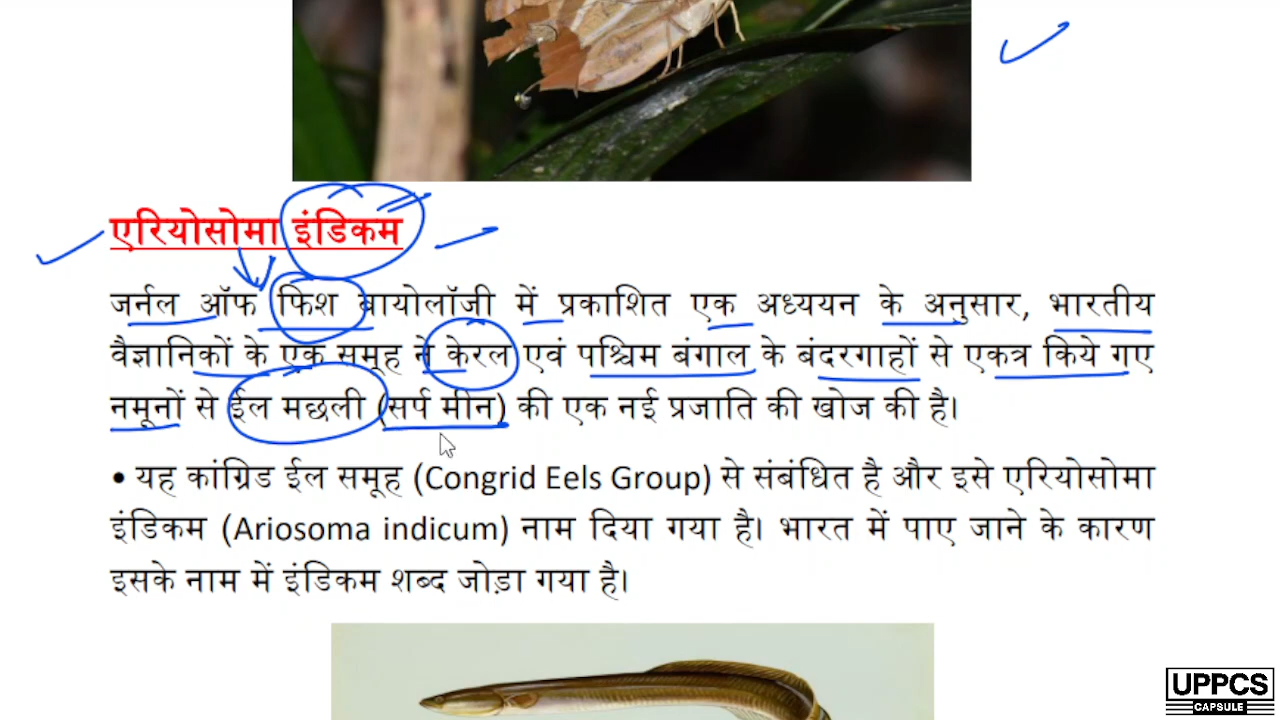 एरियोसोमा इंडिकम
जर्नल ऑफ फिश बायोलॉजी में प्रकाशित एक अध्ययन के अनुसार, भारतीय
वैज्ञानिकों के एक समूह ने केरल एवं पश्चिम बंगाल के बंदरगाहों से एकत्र किये गए
नमूनों से ईल मछली (सर्प मीन) की एक नई प्रजाति की खोज की है।
• यह कांग्रिड ईल समूह (Congrid Eels Group) से संबंधित है और इसे एरियोसोमा
इंडिकम (Ariosoma indicum) नाम दिया गया है। भारत में पाए जाने के कारण
इसके नाम में इंडिकम शब्द जोड़ा गया है।
UPPCS
CAPSULE